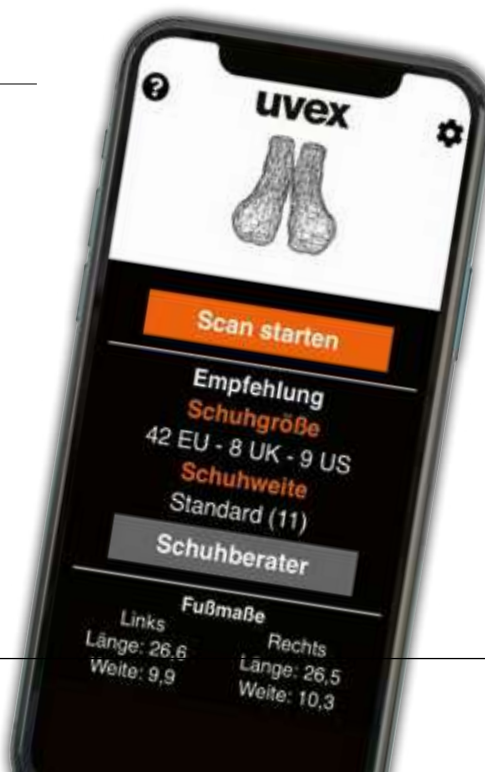 ?
uvex
Scan starten
Empfehlung
Schuhgröße
42 EU - 8 UK - 9 US
Schuhweite
Standard (11)
Schuhberater
Fußmaße
Links
Länge: 26,6
Weite: 9,9
Rechts
Länge: 26,5
Weite: 10,3